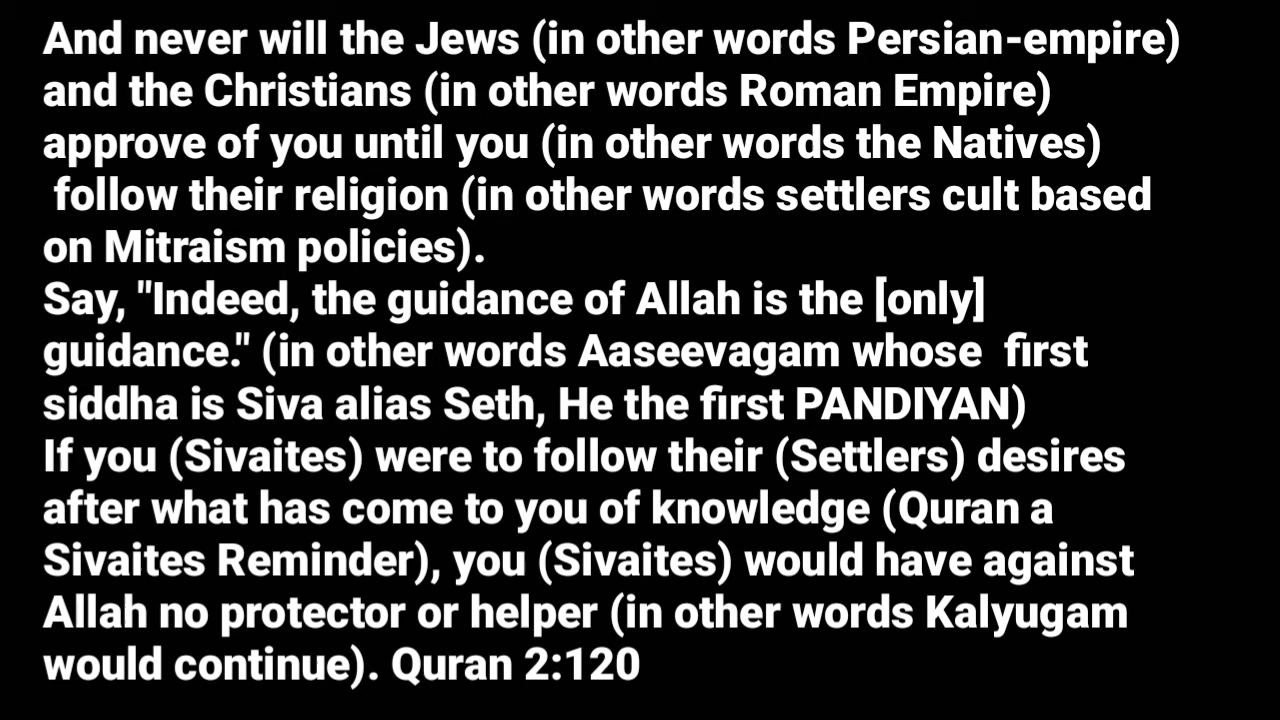 And never will the Jews (in other words Persian-empire)
and the Christians (in other words Roman Empire)
approve of you until you (in other words the Natives)
follow their religion (in other words settlers cult based
on Mitraism policies).
Say, "Indeed, the guidance of Allah is the [only]
guidance." (in other words Aaseevagam whose  first
siddha is Siva alias Seth, He the first PANDIYAN)
If you (Sivaites) were to follow their (Settlers) desires
after what has come to you of knowledge (Quran a
Sivaites Reminder), you (Sivaites) would have against
Allah no protector or helper (in other words Kalyugam
would continue). Quran 2:120